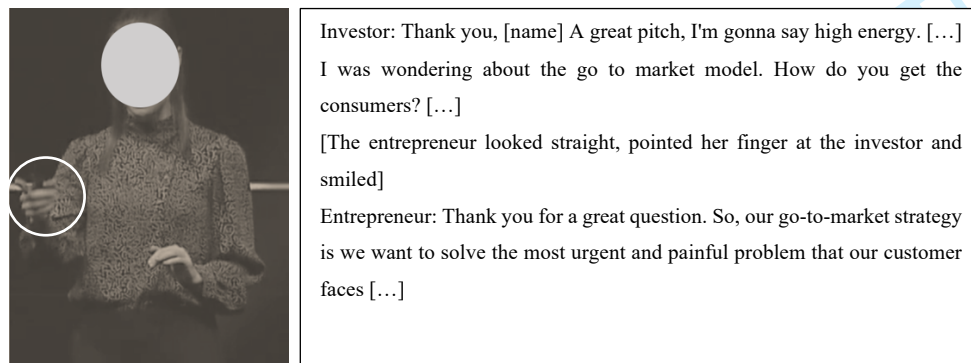 Investor: Thank you, [name] A great pitch, I'm gonna say high energy. […]
I was wondering about the go to market model. How do you get the
consumers? […]
[The entrepreneur looked straight, pointed her finger at the investor and
smiled]
Entrepreneur: Thank you for a great question. So, our go-to-market strategy
is we want to solve the most urgent and painful problem that our customer
faces […]